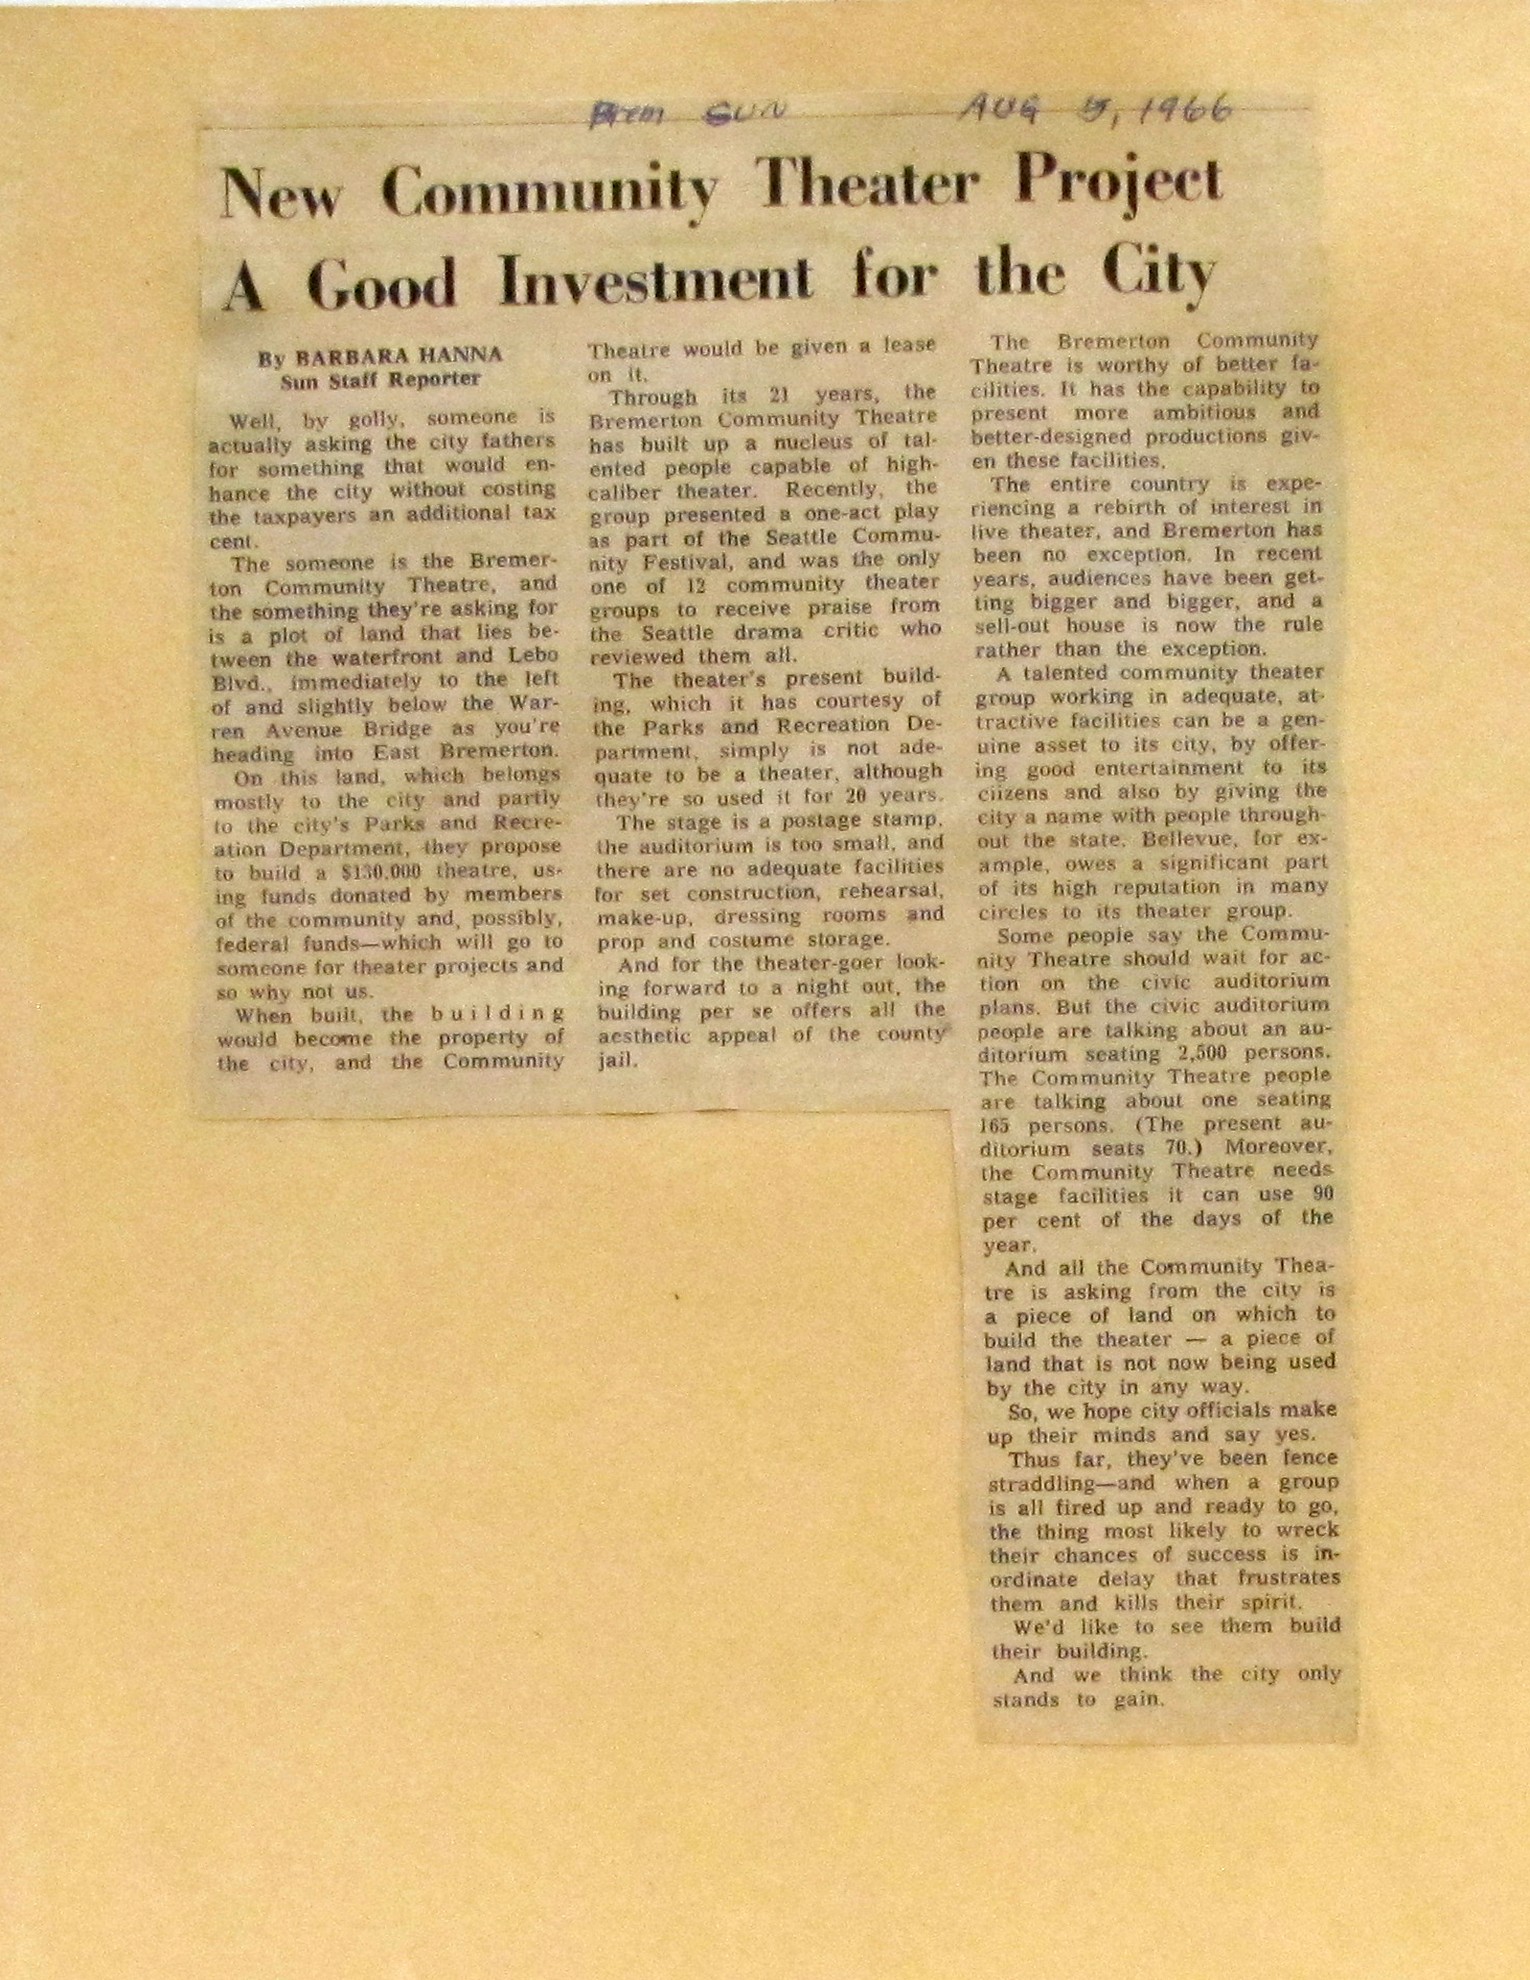 Brem SUN AUG 5, 1966
New Community Theater Project
A Good Investment for the City
By BARBARA HANNA
Sun Staff Reporter
Well, by golly, someone is
actually asking the city fathers
for something that would en-
hance the city without costing
the taxpayers an additional tax
cent.
The someone is the Bremer-
ton Community Theatre, and
the something they're asking for
is a plot of land that lies be-
tween the waterfront and Lebo
Blvd., immediately to the left
of and slightly below the War-
ren Avenue Bridge as you're
heading into East Bremerton.
On this land, which belongs
mostly to the city and partly
to the city's Parks and Recre-
ation Department, they propose
to build a $130,000 theatre, us-
ing funds donated by members
of the community and, possibly,
federal funds—which will go to
someone for theater projects and
so why not us.
When built, the building
would become the property of
the city, and the Community
Theatre would be given a lease
on it.
Through its 21 years, the
Bremerton Community Theatre
has built up a nucleus of tal-
ented people capable of high-
caliber theater. Recently, the
group presented a one-act play
as part of the Seattle Commu-
nity Festival, and was the only
one of 12 community theater
groups to receive praise from
the Seattle drama critic who
reviewed them all.
The theater's present build-
ing, which it has courtesy of
the Parks and Recreation De-
partment, simply is not ade-
quate to be a theater, although
they're so used it for 20 years.
The stage is a postage stamp,
the auditorium is too small, and
there are no adequate facilities
for set construction, rehearsal,
make-up, dressing rooms and
prop and costume storage.
And for the theater-goer look-
ing forward to a night out, the
building per se offers all the
aesthetic appeal of the county
jail.
The Bremerton Community
Theatre is worthy of better fa-
cilities. It has the capability to
present more ambitious and
better-designed productions giv-
en these facilities.
The entire country is expe-
riencing a rebirth of interest in
live theater, and Bremerton has
been no exception. In recent
years, audiences have been get-
ting bigger and bigger, and a
sell-out house is now the rule
rather than the exception.
A talented community theater
group working in adequate, at-
tractive facilities can be a gen-
uine asset to its city, by offer-
ing good entertainment to its
ciizens and also by giving the
city a name with people through-
out the state. Bellevue, for ex-
ample, owes a significant part
of its high reputation in many
circles to its theater group.
Some people say the Commu-
nity Theatre should wait for ac-
tion on the civic auditorium
plans. But the civic auditorium
people are talking about an au-
ditorium seating 2,500 persons.
The Community Theatre people
are talking about one seating
165 persons. (The present au-
ditorium seats 70.) Moreover,
the Community Theatre needs
stage facilities it can use 90
per cent of the days of the
year.
And all the Community Thea-
tre is asking from the city is
a piece of land on which to
build the theater — a piece of
land that is not now being used
by the city in any way.
So, we hope city officials make
up their minds and say yes.
Thus far, they've been fence
straddling—and when a group
is all fired up and ready to go,
the thing most likely to wreck
their chances of success is in-
ordinate delay that frustrates
them and kills their spirit.
We'd like to see them build
their building.
And we think the city only
stands to gain.